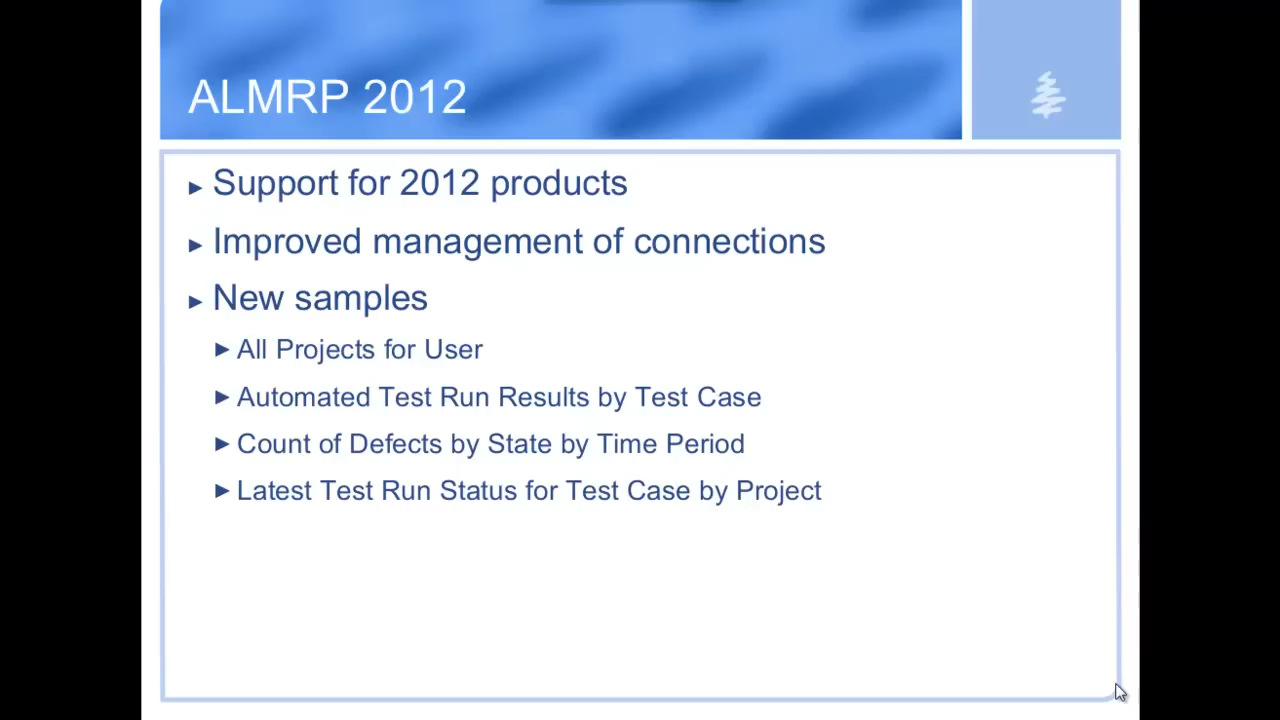 ALMRP 2012
Support for 2012 products
Improved management of connections
New samples
All Projects for User
Automated Test Run Results by Test Case
Count of Defects by State by Time Period
Latest Test Run Status for Test Case by Project